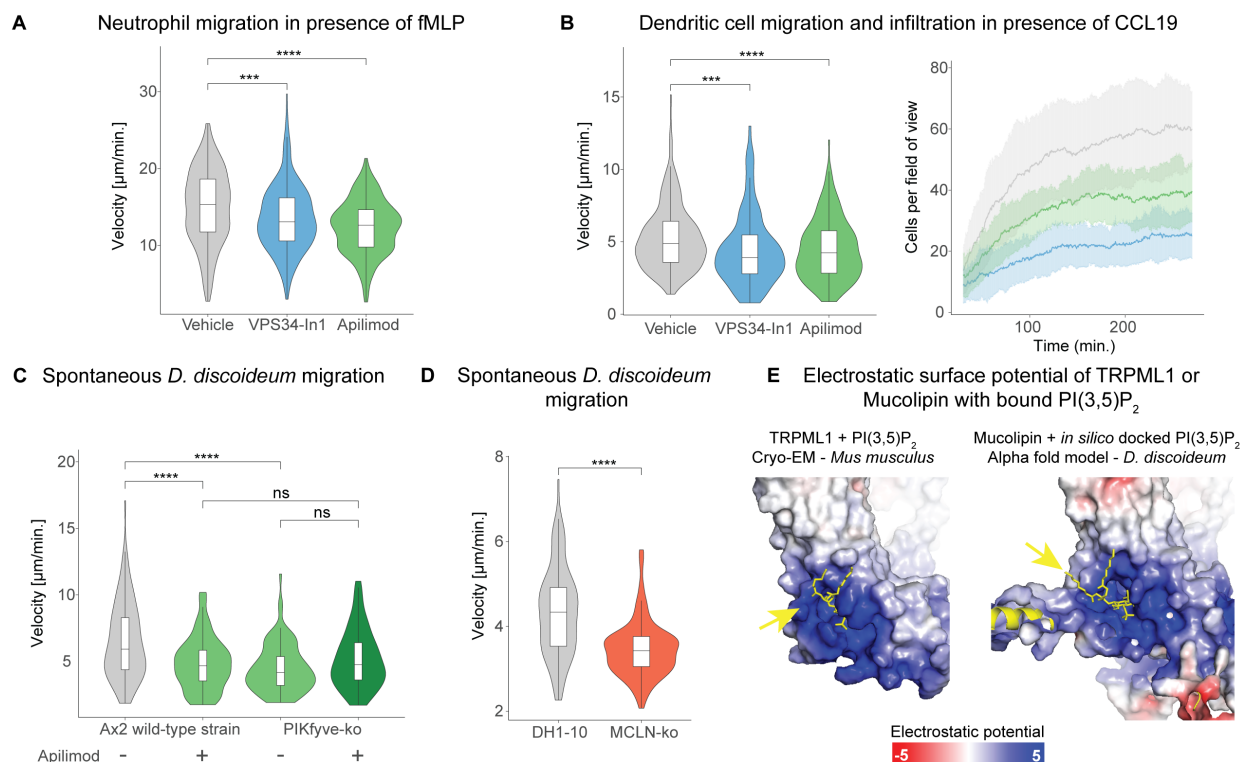 A Neutrophil migration in presence of fMLP
Velocity [µm/min.]
30
20
10
***
****
Vehicle VPS34-In1 Apilimod
B Dendritic cell migration and infiltration in presence of CCL19
Velocity [µm/min.]
15
10
5
0
***
****
Vehicle VPS34-In1 Apilimod
Cells per field of view
80
60
40
20
0
100 200
Time (min.)
C Spontaneous D. discoideum migration
Velocity [µm/min.]
20
15
10
5
****
****
ns
ns
Ax2 wild-type strain PIKfyve-ko
Apilimod - + - +
D Spontaneous D. discoideum
migration
Velocity [µm/min.]
8
6
4
2
****
DH1-10 MCLN-ko
E Electrostatic surface potential of TRPML1 or
Mucolipin with bound PI(3,5)P₂
TRPML1 + PI(3,5)P₂
Cryo-EM - Mus musculus
Mucolipin + in silico docked PI(3,5)P₂
Alpha fold model - D. discoideum
Electrostatic potential
-5 5